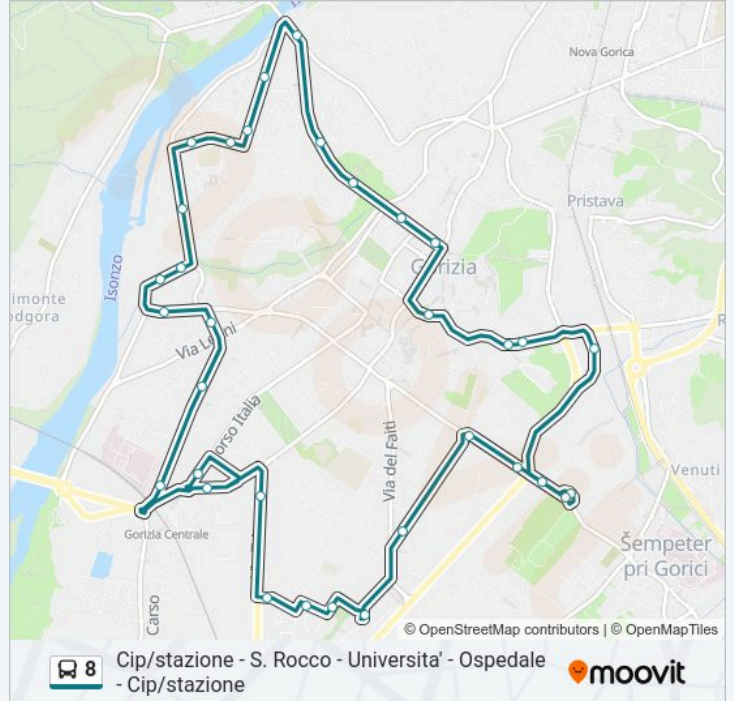 Nova Gorica
Pristava
Gorizia
Isonzo
imonte
odgora
Via Leoni
orso Italia
Via del Faiti
Venuti
R
Gorizia Centrale
Šempeter
pri Gorici
Carso
© OpenStreetMap contributors | © OpenMapTiles
8
Cip/stazione - S. Rocco - Universita' - Ospedale
- Cip/stazione
moovit